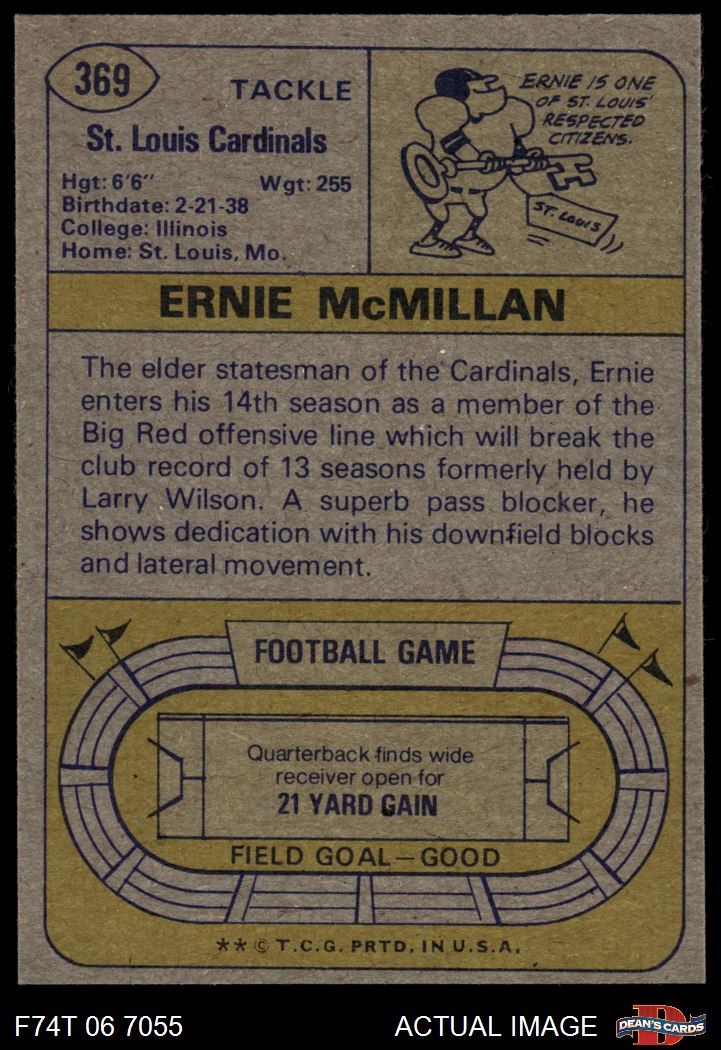 369
TACKLE
St. Louis Cardinals
Hgt: 6'6" Wgt: 255
Birthdate: 2-21-38
College: Illinois
Home: St. Louis, Mo.
ERNIE IS ONE
OF ST. LOUIS'
RESPECTED
CITIZENS.
ST. LOUIS
ERNIE McMILLAN
The elder statesman of the Cardinals, Ernie
enters his 14th season as a member of the
Big Red offensive line which will break the
club record of 13 seasons formerly held by
Larry Wilson. A superb pass blocker, he
shows dedication with his downfield blocks
and lateral movement.
FOOTBALL GAME
Quarterback finds wide
receiver open for
21 YARD GAIN
FIELD GOAL—GOOD
** © T.C.G. PRTD. IN U.S.A.
F74T 06 7055
ACTUAL IMAGE
D
DEAN'S CARDS